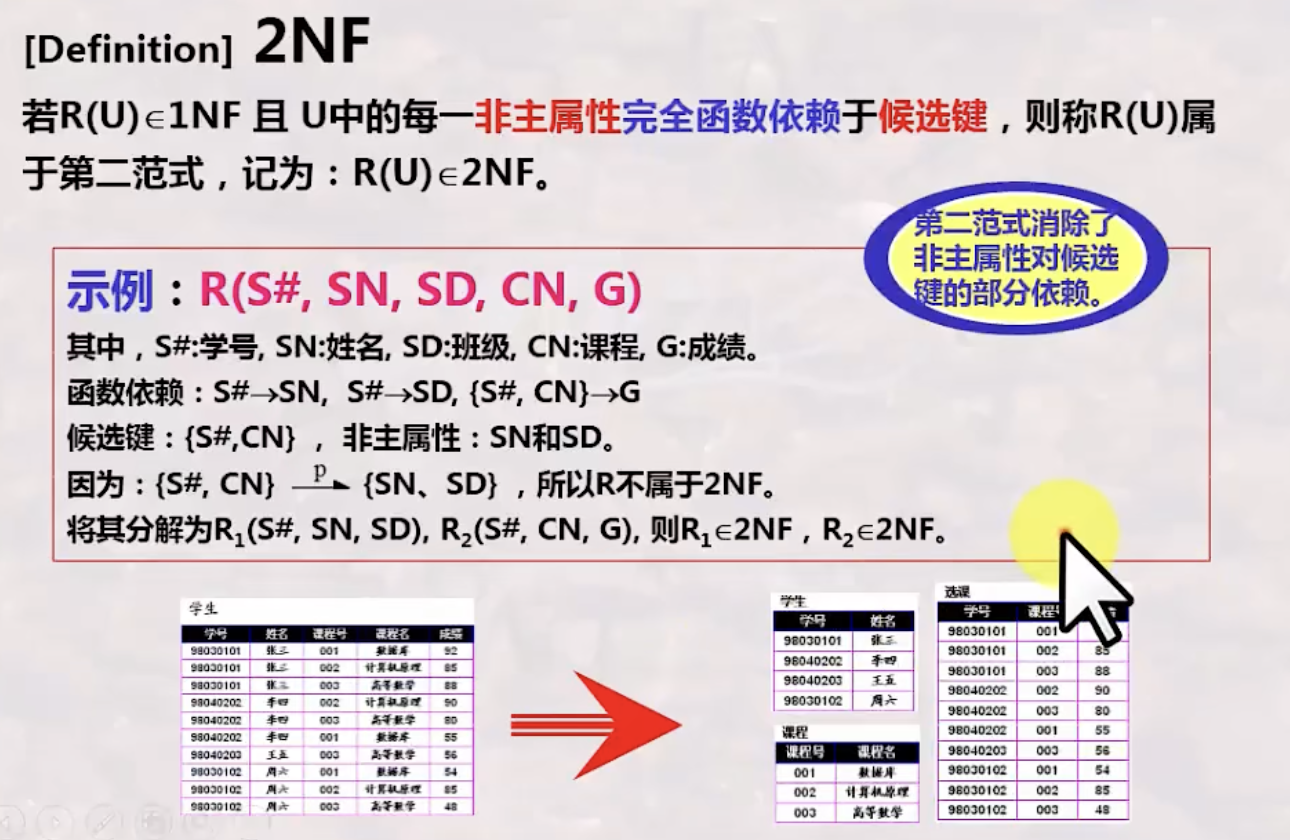 [Definition] 2NF
若R(U)∈1NF 且 U中的每一非主属性完全函数依赖于候选键，则称R(U)属
于第二范式，记为：R(U)∈2NF。
第二范式消除了
非主属性对候选
键的部分依赖。
示例：R(S#, SN, SD, CN, G)
其中，S#:学号, SN:姓名, SD:班级, CN:课程, G:成绩。
函数依赖：S#→SN, S#→SD, {S#, CN}→G
候选键：{S#,CN} ，非主属性：SN和SD。
因为：{S#, CN} p→ {SN、SD} ，所以R不属于2NF。
将其分解为R₁(S#, SN, SD), R₂(S#, CN, G), 则R₁∈2NF，R₂∈2NF。
学生
学号 姓名 课程号 课程名 成绩
98030101 张三 001 数据库 92
98030101 张三 002 计算机原理 85
98030101 张三 003 高等数学 88
98040202 李四 002 计算机原理 90
98040202 李四 003 高等数学 80
98040202 李四 001 数据库 55
98040203 王五 003 高等数学 56
98030102 周六 001 数据库 54
98030102 周六 002 计算机原理 85
98030102 周六 003 高等数学 48
学生
学号 姓名
98030101 张三
98040202 李四
98040203 王五
98030102 周六
课程
课程号 课程名
001 数据库
002 计算机原理
003 高等数学
选课
学号 课程号
98030101 001
98030101 002 85
98030101 003 88
98040202 002 90
98040202 003 80
98040202 001 55
98040203 003 56
98030102 001 54
98030102 002 85
98030102 003 48